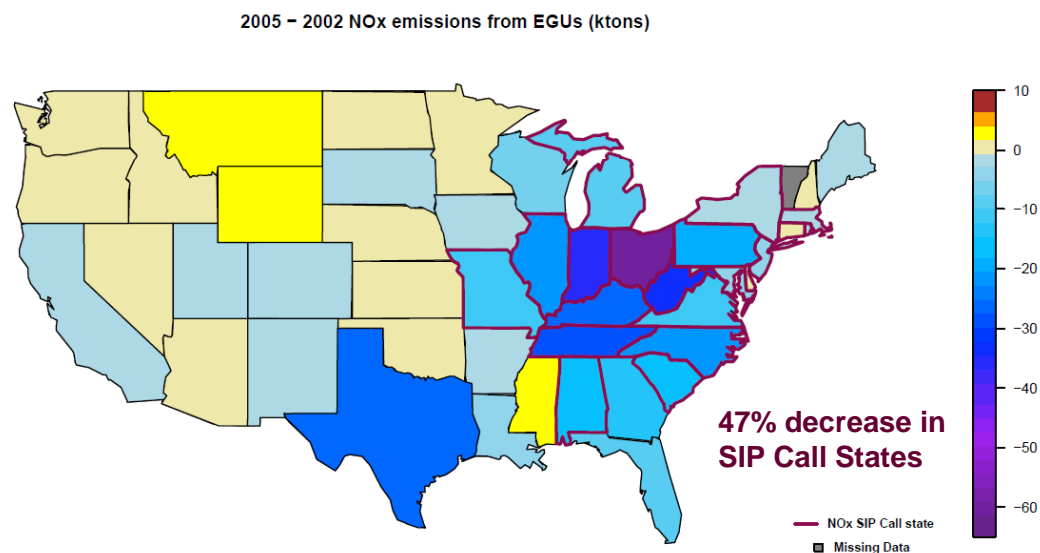 2005 − 2002 NOx emissions from EGUs (ktons)
10
0
−10
−20
−30
−40
−50
−60
47% decrease in
SIP Call States
NOx SIP Call state
Missing Data